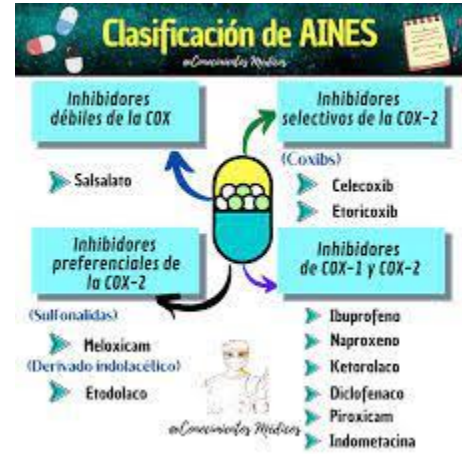 Clasificación de AINES
@Conocimientos Médicos
Inhibidores
débiles de la COX
Salsalato
Inhibidores
selectivos de la COX-2
(Coxibs)
Celecoxib
Etoricoxib
Inhibidores
preferenciales de
la COX-2
(Sulfonalidas)
Meloxicam
(Derivado indolacético)
Etodolaco
Inhibidores
de COX-1 y COX-2
Ibuprofeno
Naproxeno
Ketorolaco
Diclofenaco
Piroxicam
Indometacina
@Conocimientos Médicos